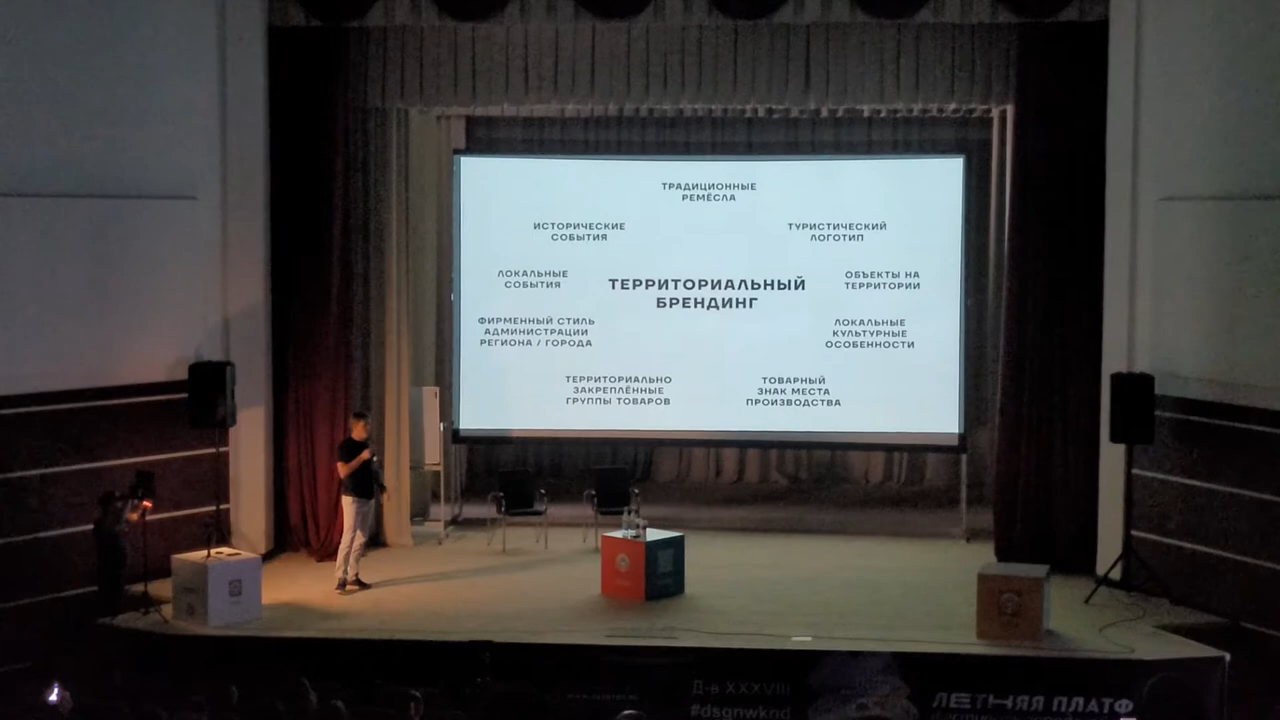 ТРАДИЦИОННЫЕ
РЕМЁСЛА
ИСТОРИЧЕСКИЕ
СОБЫТИЯ
ТУРИСТИЧЕСКИЙ
ЛОГОТИП
ЛОКАЛЬНЫЕ
СОБЫТИЯ
ТЕРРИТОРИАЛЬНЫЙ
БРЕНДИНГ
ОБЪЕКТЫ НА
ТЕРРИТОРИИ
ФИРМЕННЫЙ СТИЛЬ
АДМИНИСТРАЦИИ
РЕГИОНА / ГОРОДА
ЛОКАЛЬНЫЕ
КУЛЬТУРНЫЕ
ОСОБЕННОСТИ
ТЕРРИТОРИАЛЬНО
ЗАКРЕПЛЁННЫЕ
ГРУППЫ ТОВАРОВ
ТОВАРНЫЙ
ЗНАК МЕСТА
ПРОИЗВОДСТВА
Д-в XXXVIII
#dsgnwknd
ЛЕТНЯЯ ПЛАТФ